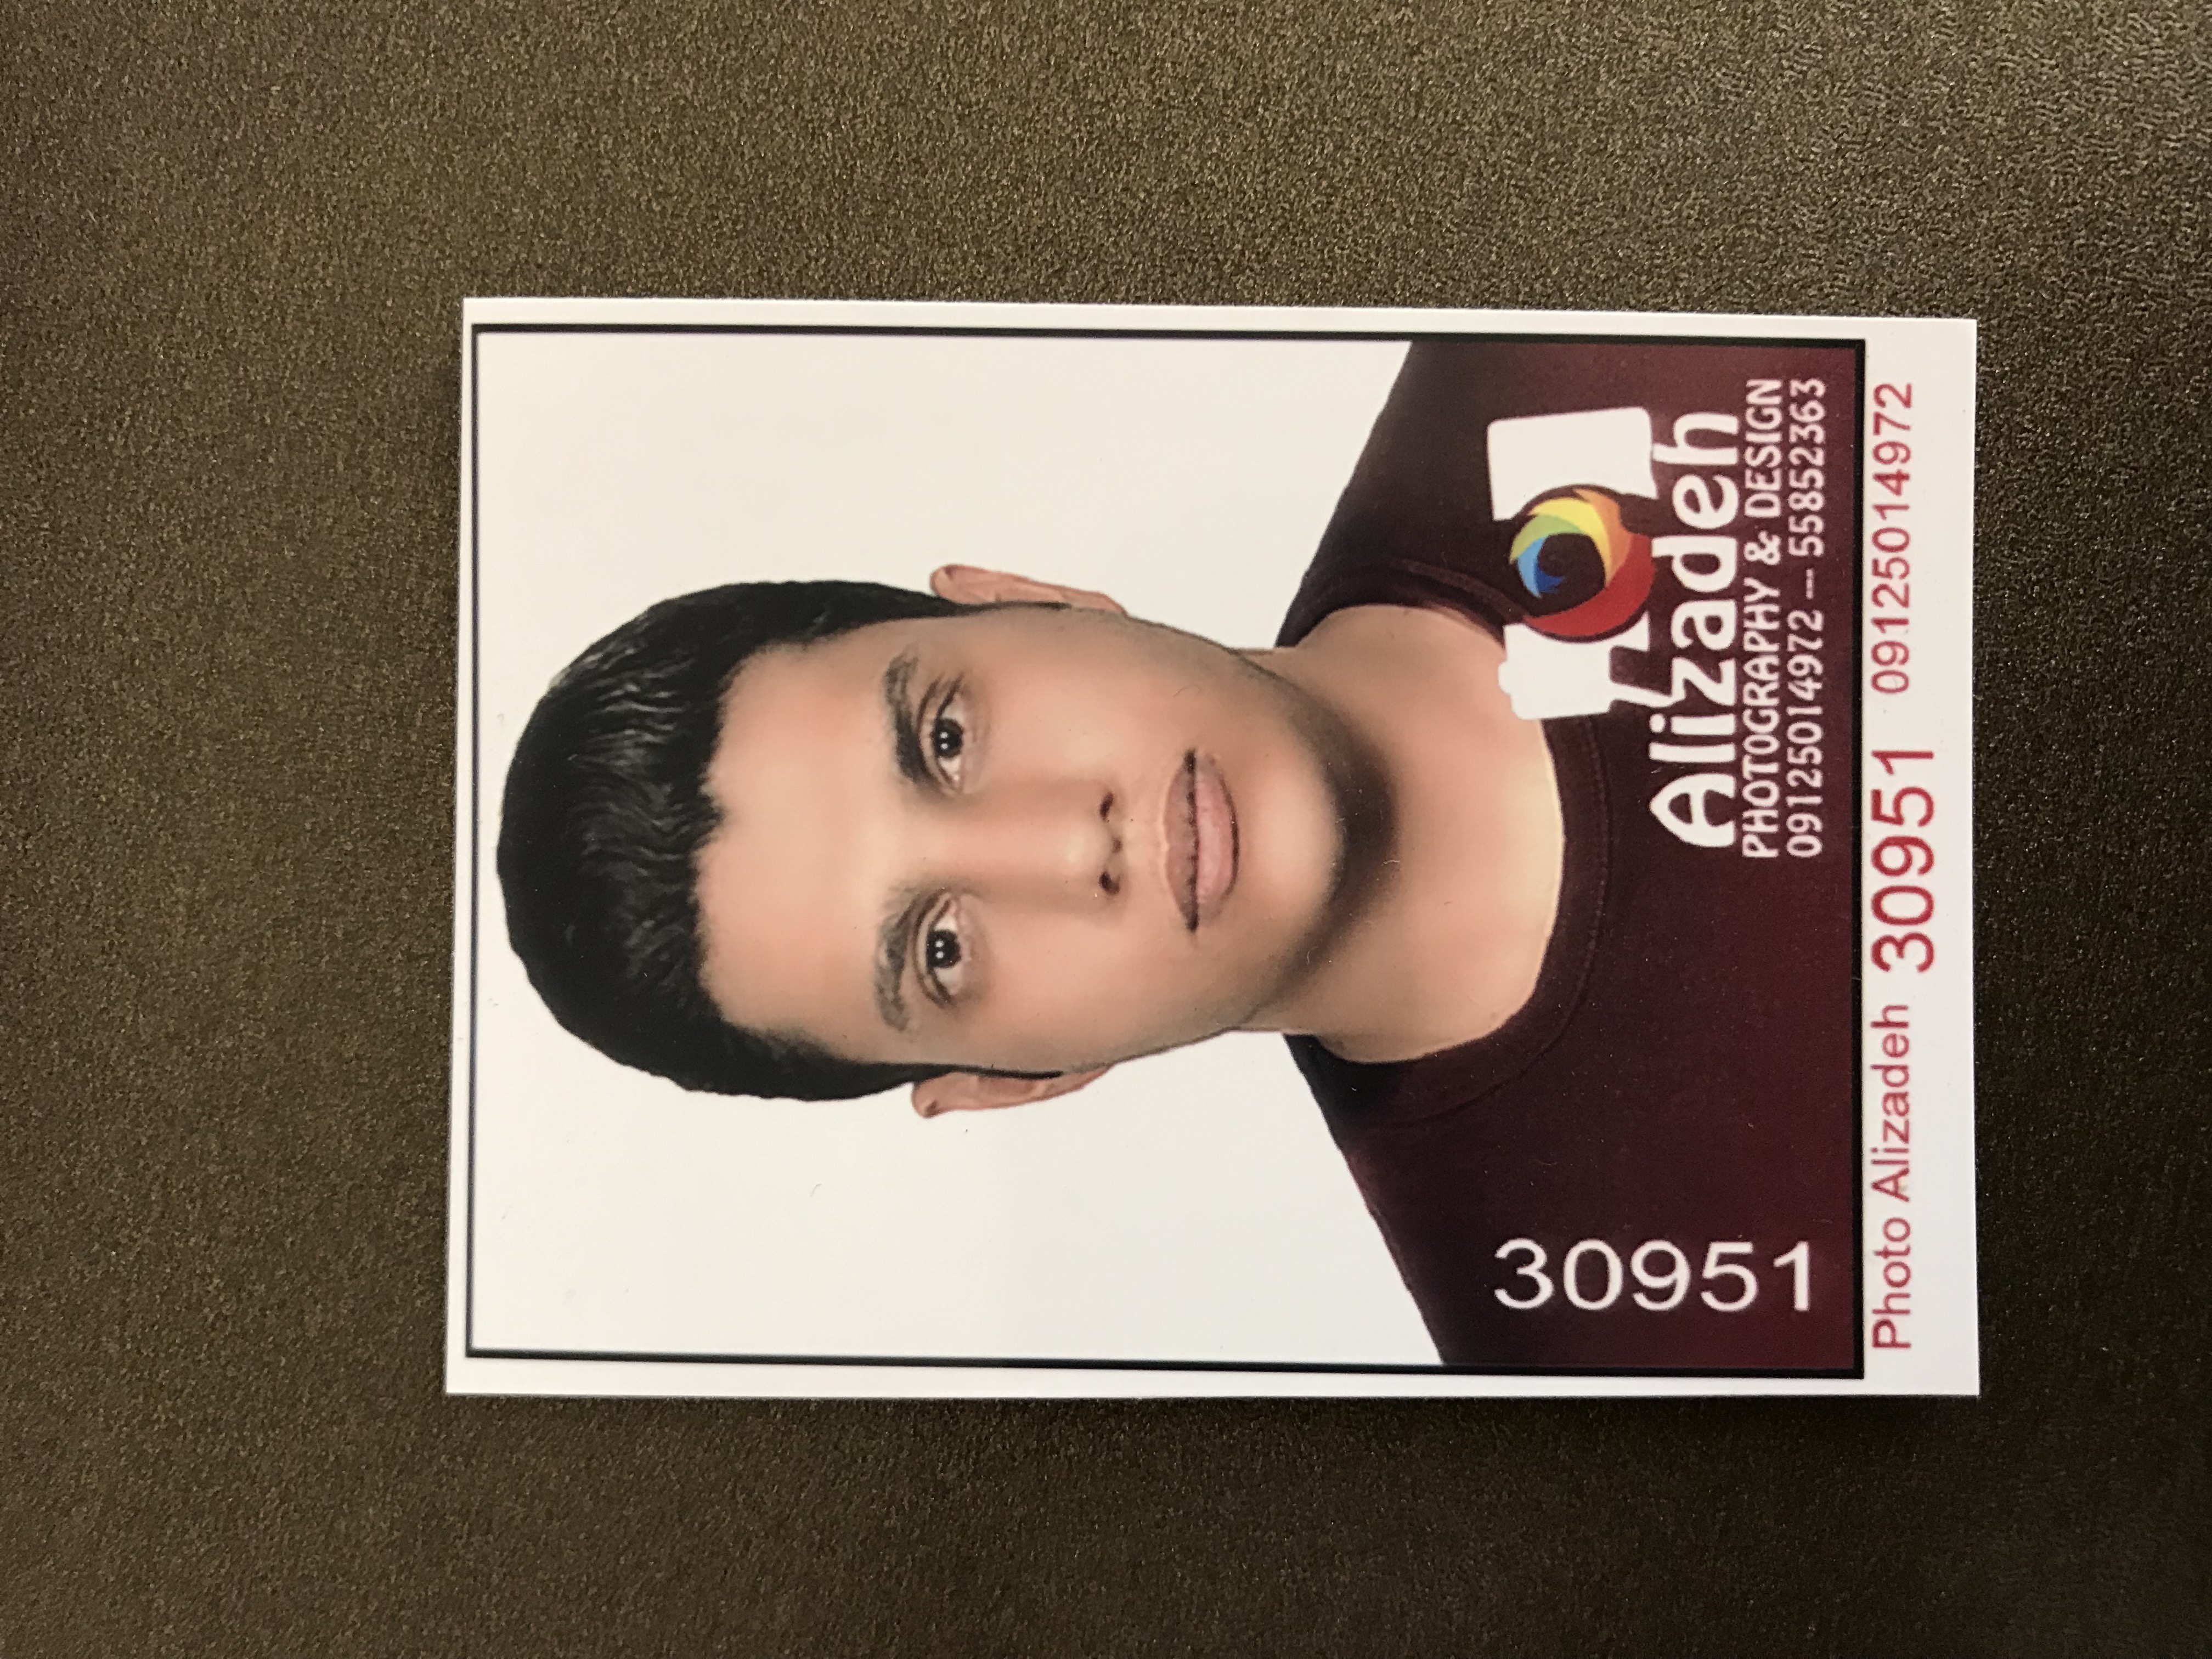 30951
Alizadeh
PHOTOGRAPHY & DESIGN
09125014972 --- 55852363
Photo Alizadeh 30951 09125014972